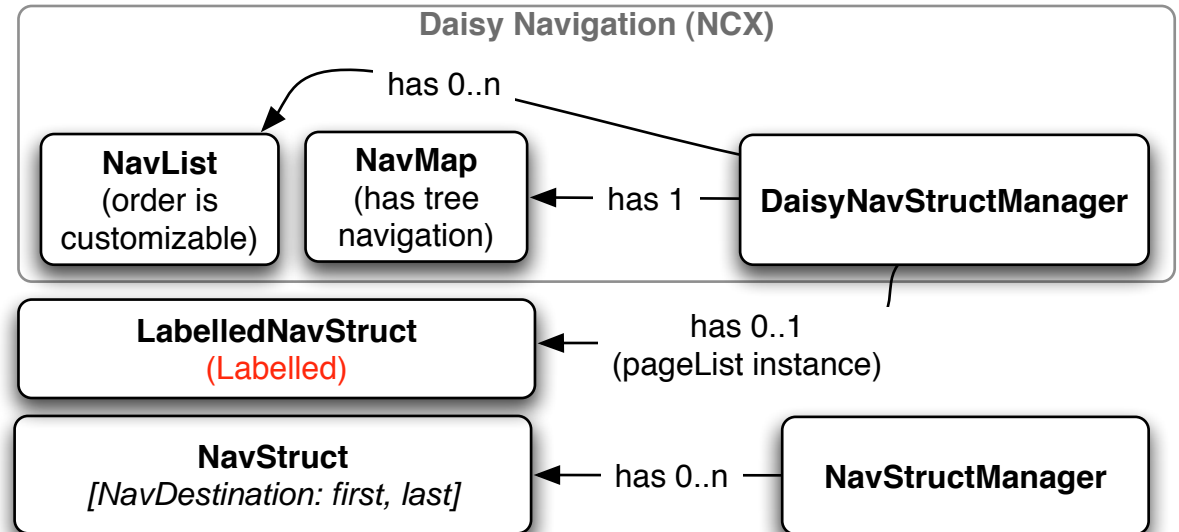 Daisy Navigation (NCX)
has 0..n
NavList
(order is
customizable)
NavMap
(has tree
navigation)
has 1
DaisyNavStructManager
LabelledNavStruct
(Labelled)
has 0..1
(pageList instance)
NavStruct
[NavDestination: first, last]
has 0..n
NavStructManager